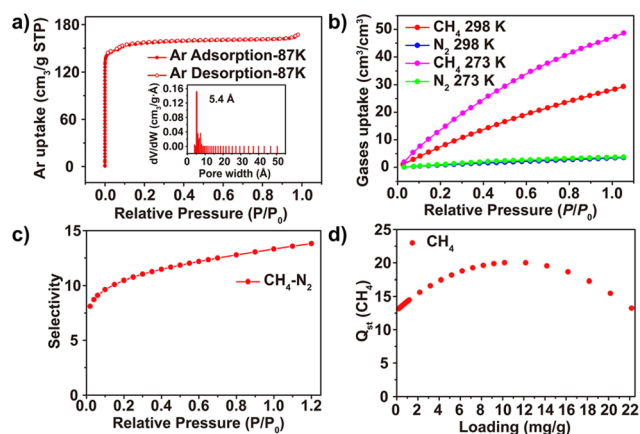 a)
Ar uptake (cm³/g STP)
180
120
60
0
Ar Adsorption-87K
Ar Desorption-87K
dV/dW (cm³/g·Å)
0.16
0.12
0.08
0.04
0.00
5.4 Å
0 10 20 30 40 50
Pore width (Å)
0.0 0.2 0.4 0.6 0.8 1.0
Relative Pressure (P/P₀)
b)
Gases uptake (cm³/cm³)
60
50
40
30
20
10
0
CH₄ 298 K
N₂ 298 K
CH₄ 273 K
N₂ 273 K
0.0 0.2 0.4 0.6 0.8 1.0
Relative Pressure (P/P₀)
c)
Selectivity
15
10
5
0
CH₄-N₂
0.0 0.2 0.4 0.6 0.8 1.0 1.2
Relative Pressure (P/P₀)
d)
Qst (CH₄)
25
20
15
10
5
0
CH₄
0 2 4 6 8 10 12 14 16 18 20 22
Loading (mg/g)